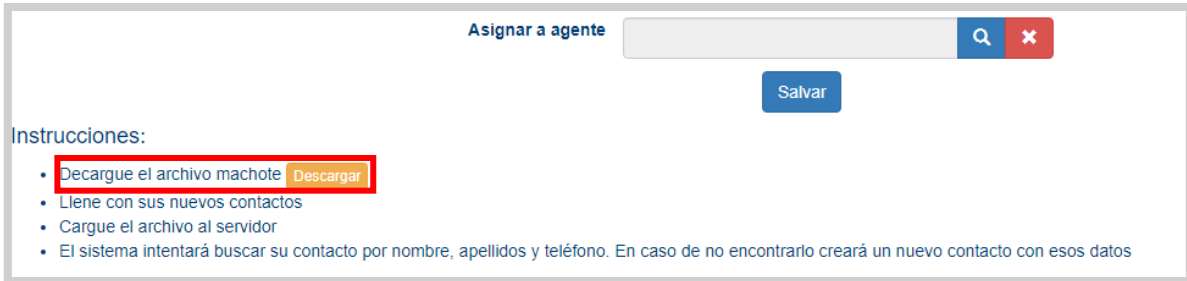 Asignar a agente
Salvar
Instrucciones:
• Decargue el archivo machote Descargar
• Llene con sus nuevos contactos
• Cargue el archivo al servidor
• El sistema intentará buscar su contacto por nombre, apellidos y teléfono. En caso de no encontrarlo creará un nuevo contacto con esos datos